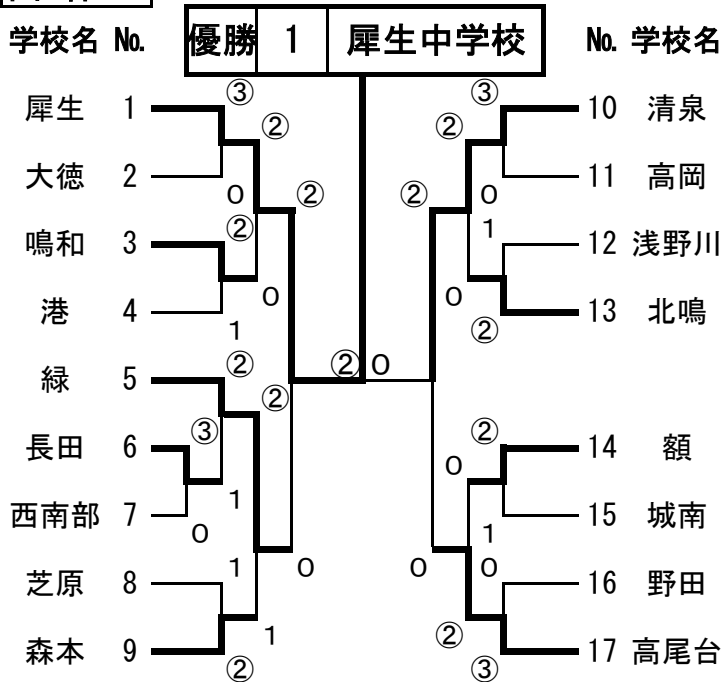 学校名 No. 優勝 1 犀生中学校 No. 学校名
③ ③
犀生 1 ② ② 10 清泉
大徳 2 0 ② ② 0 11 高岡
鳴和 3 ② 1 12 浅野川
0 0
港 4 1 ② 13 北鳴
緑 5 ② ② ② 0
長田 6 ③ ② 14 額
0
西南部 7 0 1 1 15 城南
芝原 8 1 0 0 0 16 野田
森本 9 ② 1 ② ③ 17 高尾台